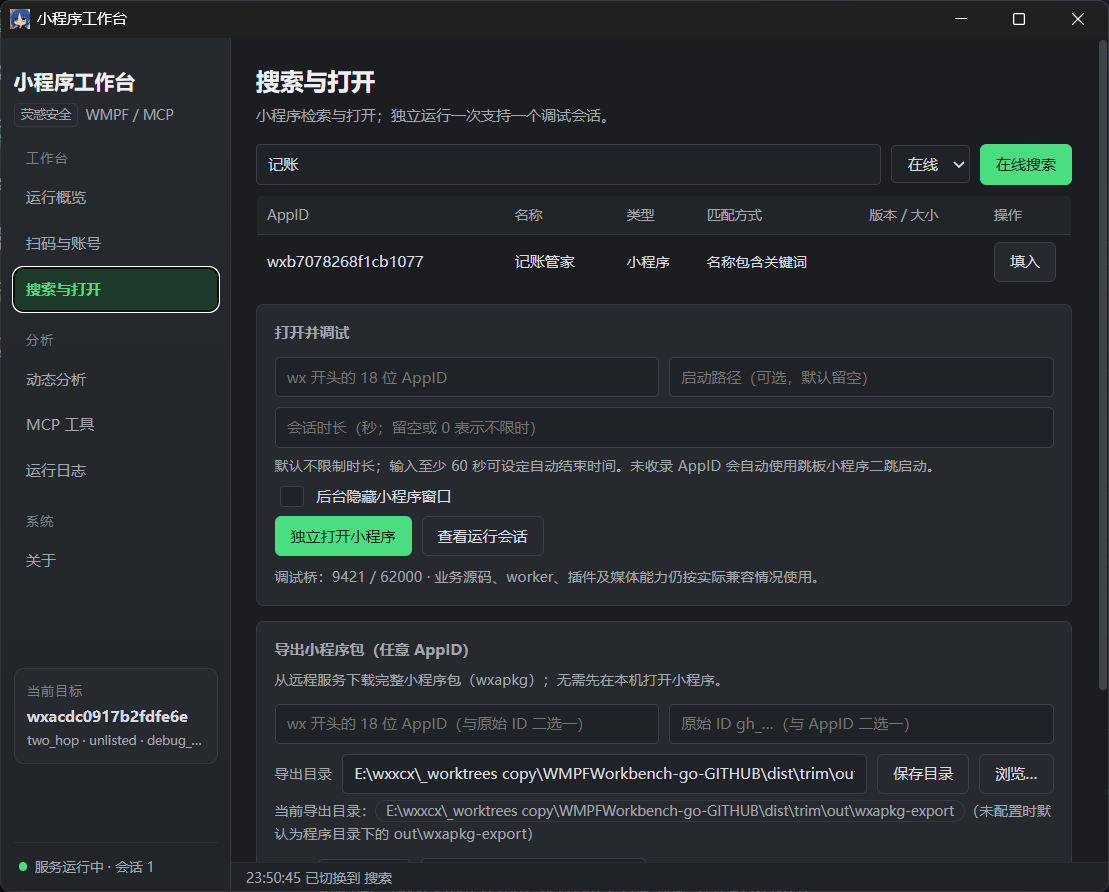 小程序工作台
小程序工作台
荧惑安全 WMPF / MCP
工作台
运行概览
扫码与账号
搜索与打开
分析
动态分析
MCP 工具
运行日志
系统
关于
当前目标
wxacdc0917b2fdfe6e
two_hop · unlisted · debug_...
服务运行中 · 会话 1
搜索与打开
小程序检索与打开；独立运行一次支持一个调试会话。
记账 在线 在线搜索
AppID 名称 类型 匹配方式 版本 / 大小 操作
wxb7078268f1cb1077 记账管家 小程序 名称包含关键词 填入
打开并调试
wx 开头的 18 位 AppID 启动路径（可选，默认留空）
会话时长（秒；留空或 0 表示不限时）
默认不限制时长；输入至少 60 秒可设定自动结束时间。未收录 AppID 会自动使用跳板小程序二跳启动。
后台隐藏小程序窗口
独立打开小程序 查看运行会话
调试桥：9421 / 62000 · 业务源码、worker、插件及媒体能力仍按实际兼容情况使用。
导出小程序包（任意 AppID）
从远程服务下载完整小程序包（wxapkg）；无需先在本机打开小程序。
wx 开头的 18 位 AppID（与原始 ID 二选一） 原始 ID gh_...（与 AppID 二选一）
导出目录 E:\wxxcx\_worktrees copy\WMPFWorkbench-go-GITHUB\dist\trim\out 保存目录 浏览...
当前导出目录： E:\wxxcx\_worktrees copy\WMPFWorkbench-go-GITHUB\dist\trim\out\wxapkg-export （未配置时默
认为程序目录下的 out\wxapkg-export）
23:50:45 已切换到 搜索